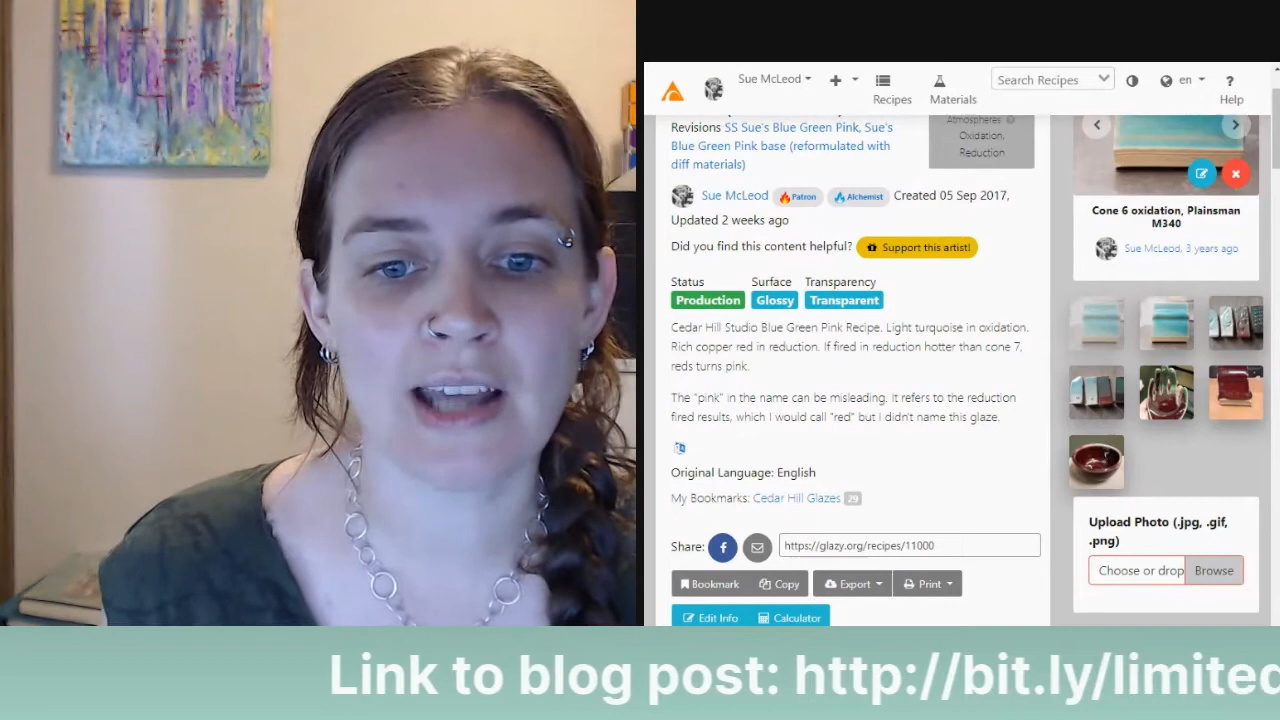 Sue McLeod
Recipes
Materials
Search Recipes
en
Help
Revisions SS Sue's Blue Green Pink, Sue's
Blue Green Pink base (reformulated with
diff materials)
Atmospheres
Oxidation,
Reduction
Sue McLeod Patron Alchemist Created 05 Sep 2017,
Updated 2 weeks ago
Did you find this content helpful? Support this artist!
Status Surface Transparency
Production Glossy Transparent
Cedar Hill Studio Blue Green Pink Recipe. Light turquoise in oxidation.
Rich copper red in reduction. If fired in reduction hotter than cone 7,
reds turns pink.
The "pink" in the name can be misleading. It refers to the reduction
fired results, which I would call "red" but I didn't name this glaze.
Original Language: English
My Bookmarks: Cedar Hill Glazes 29
Share: https://glazy.org/recipes/11000
Bookmark Copy Export Print
Edit Info Calculator
Cone 6 oxidation, Plainsman
M340
Sue McLeod, 3 years ago
Upload Photo (.jpg, .gif,
.png)
Choose or drop Browse
Link to blog post: http://bit.ly/limited